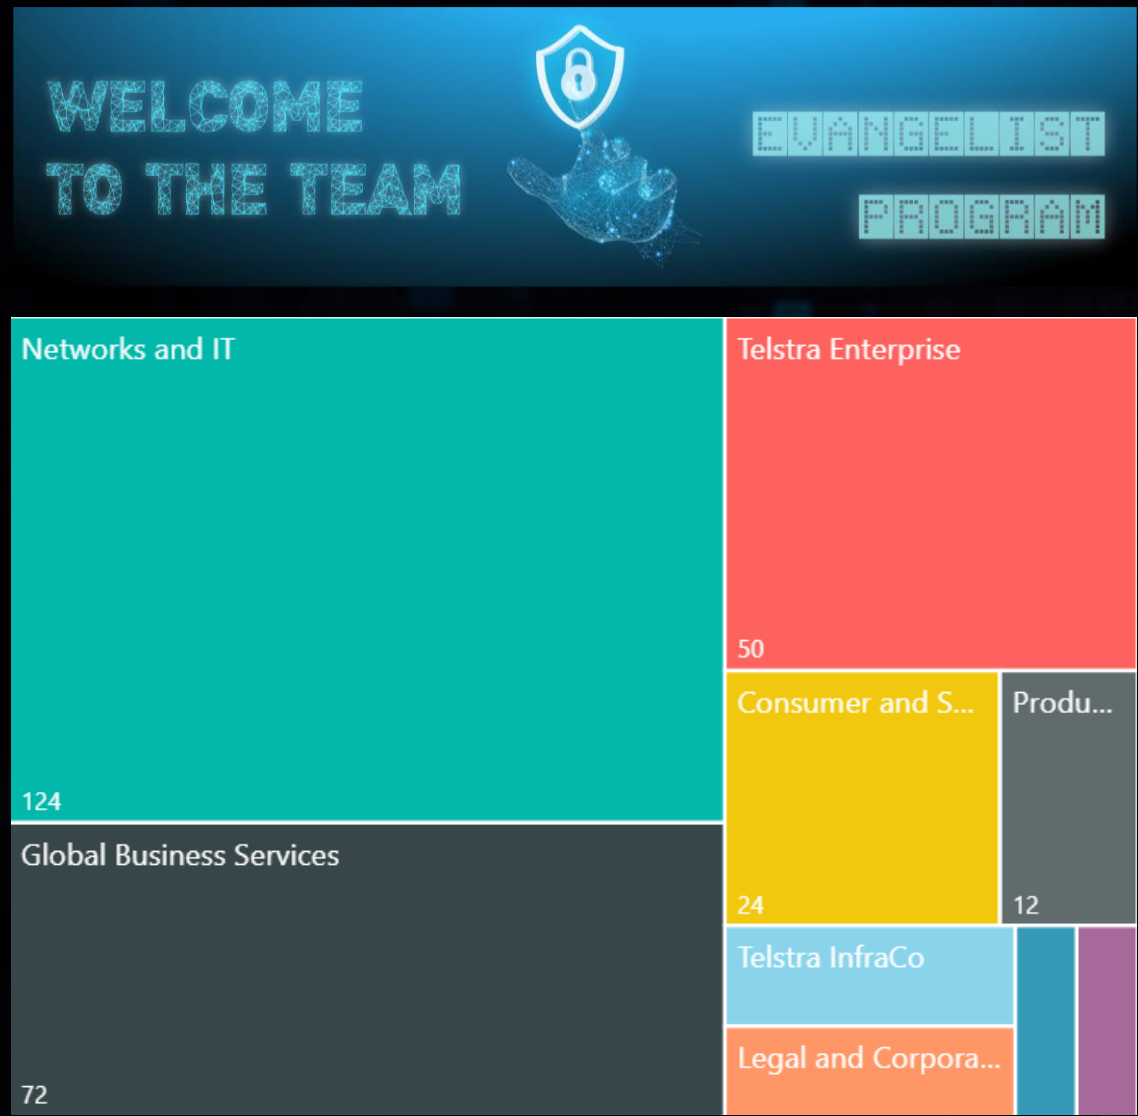 WELCOME
TO THE TEAM
EVANGELIST
PROGRAM
Networks and IT
124
Global Business Services
72
Telstra Enterprise
50
Consumer and S...
24
Produ...
12
Telstra InfraCo
Legal and Corpora...